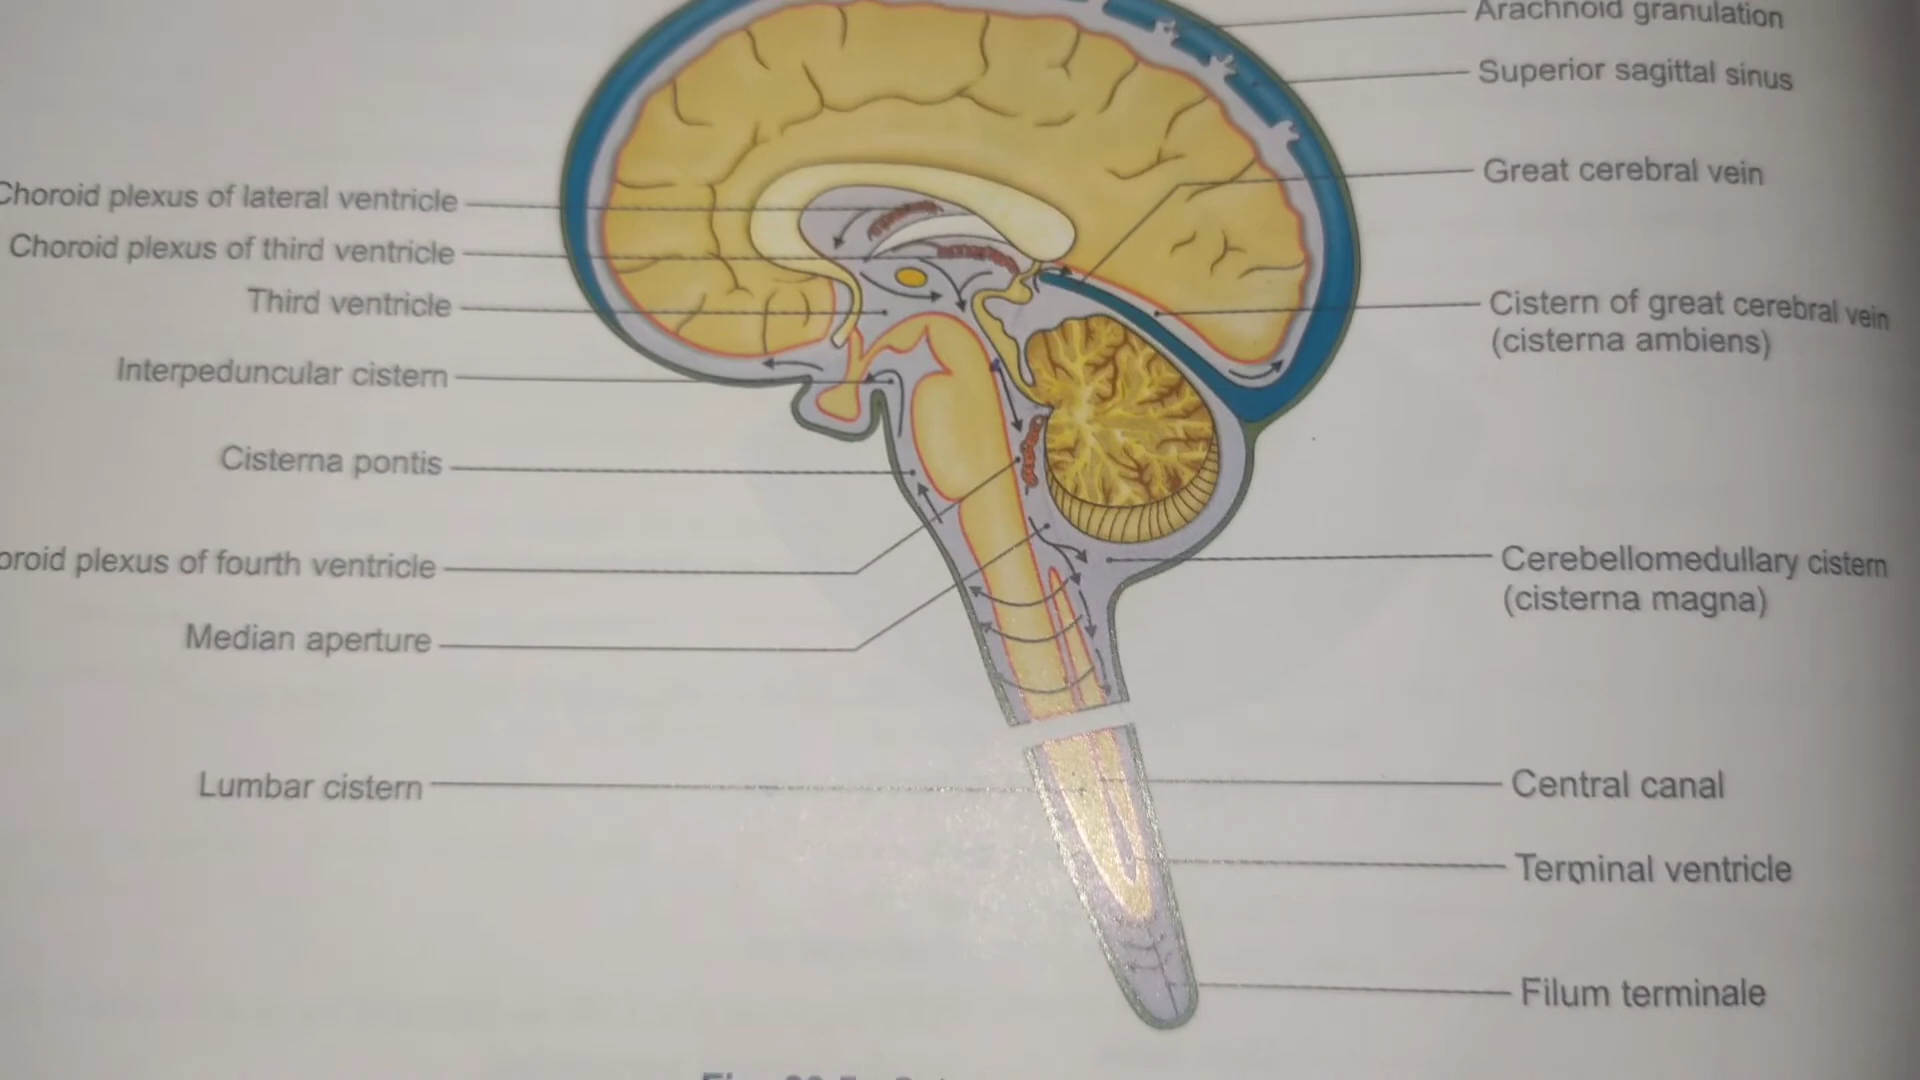 Arachnoid granulation
Superior sagittal sinus
Great cerebral vein
Choroid plexus of lateral ventricle
Choroid plexus of third ventricle
Third ventricle
Cistern of great cerebral vein
(cisterna ambiens)
Interpeduncular cistern
Cisterna pontis
oroid plexus of fourth ventricle
Cerebellomedullary cistern
(cisterna magna)
Median aperture
Lumbar cistern
Central canal
Terminal ventricle
Filum terminale